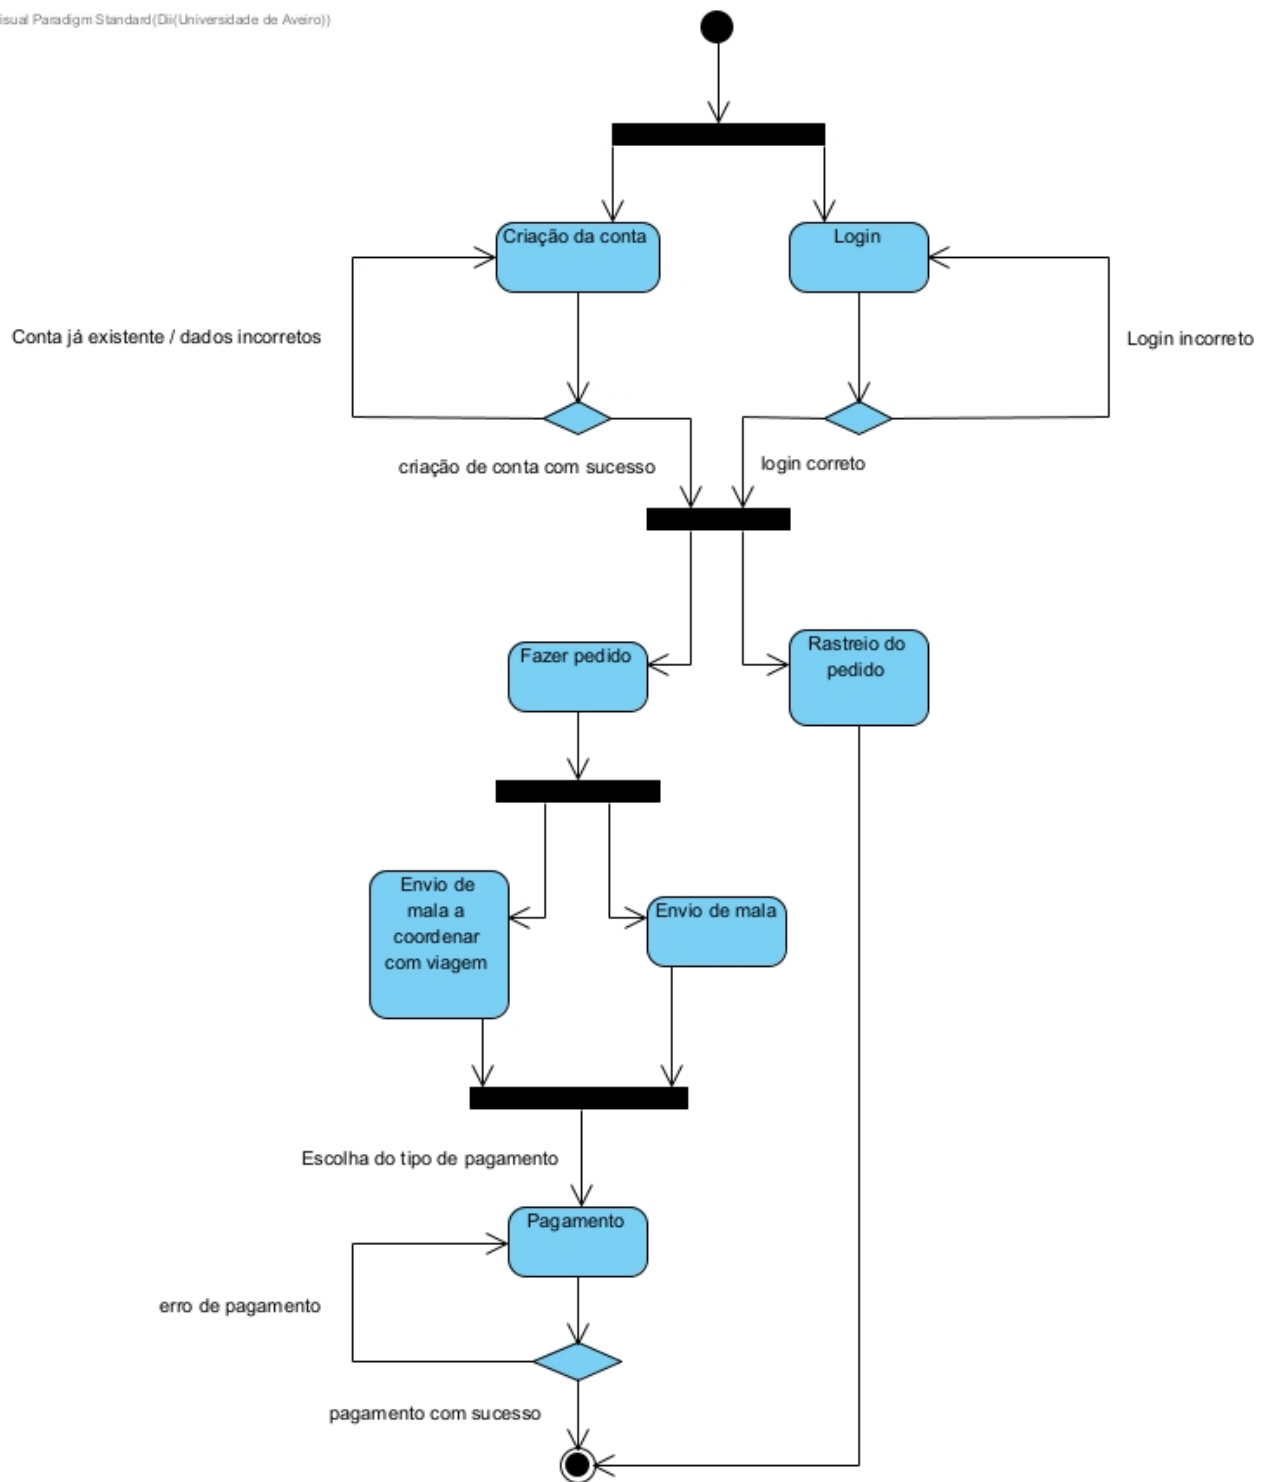 isual Paradigm Standard(Dii(Universidade de Aveiro))
Criação da conta
Login
Conta já existente / dados incorretos
Login incorreto
criação de conta com sucesso
login correto
Fazer pedido
Rastreio do
pedido
Envio de
mala a
coordenar
com viagem
Envio de mala
Escolha do tipo de pagamento
Pagamento
erro de pagamento
pagamento com sucesso